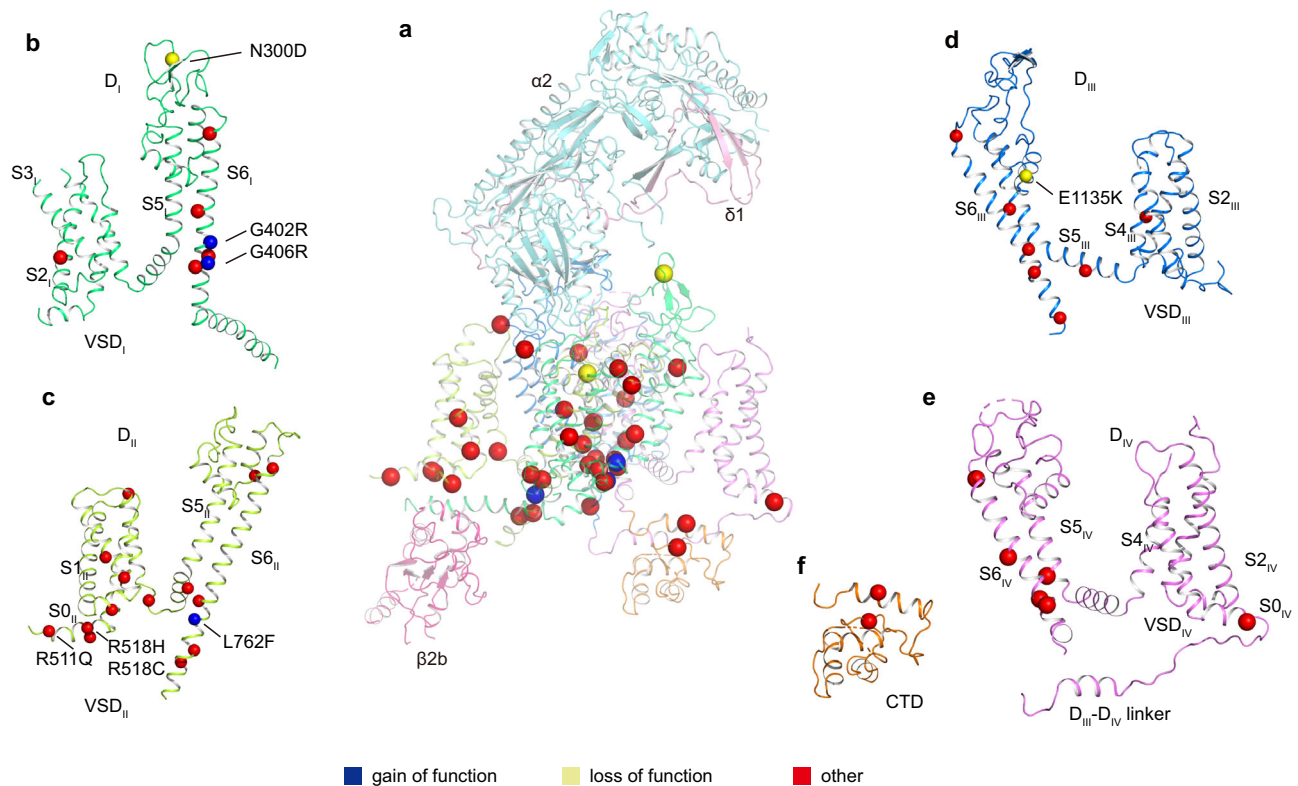 a
α2
δ1
β2b
b
D_I
N300D
S3_I
S5_I
S6_I
G402R
G406R
S2_I
VSD_I
c
D_II
S5_II
S1_II
S6_II
S0_II
R518H
L762F
R511Q
R518C
VSD_II
d
D_III
E1135K
S6_III
S2_III
S4_III
S5_III
VSD_III
e
D_IV
S5_IV
S4_IV
S6_IV
S2_IV
S0_IV
VSD_IV
D_III-D_IV linker
f
CTD
gain of function
loss of function
other